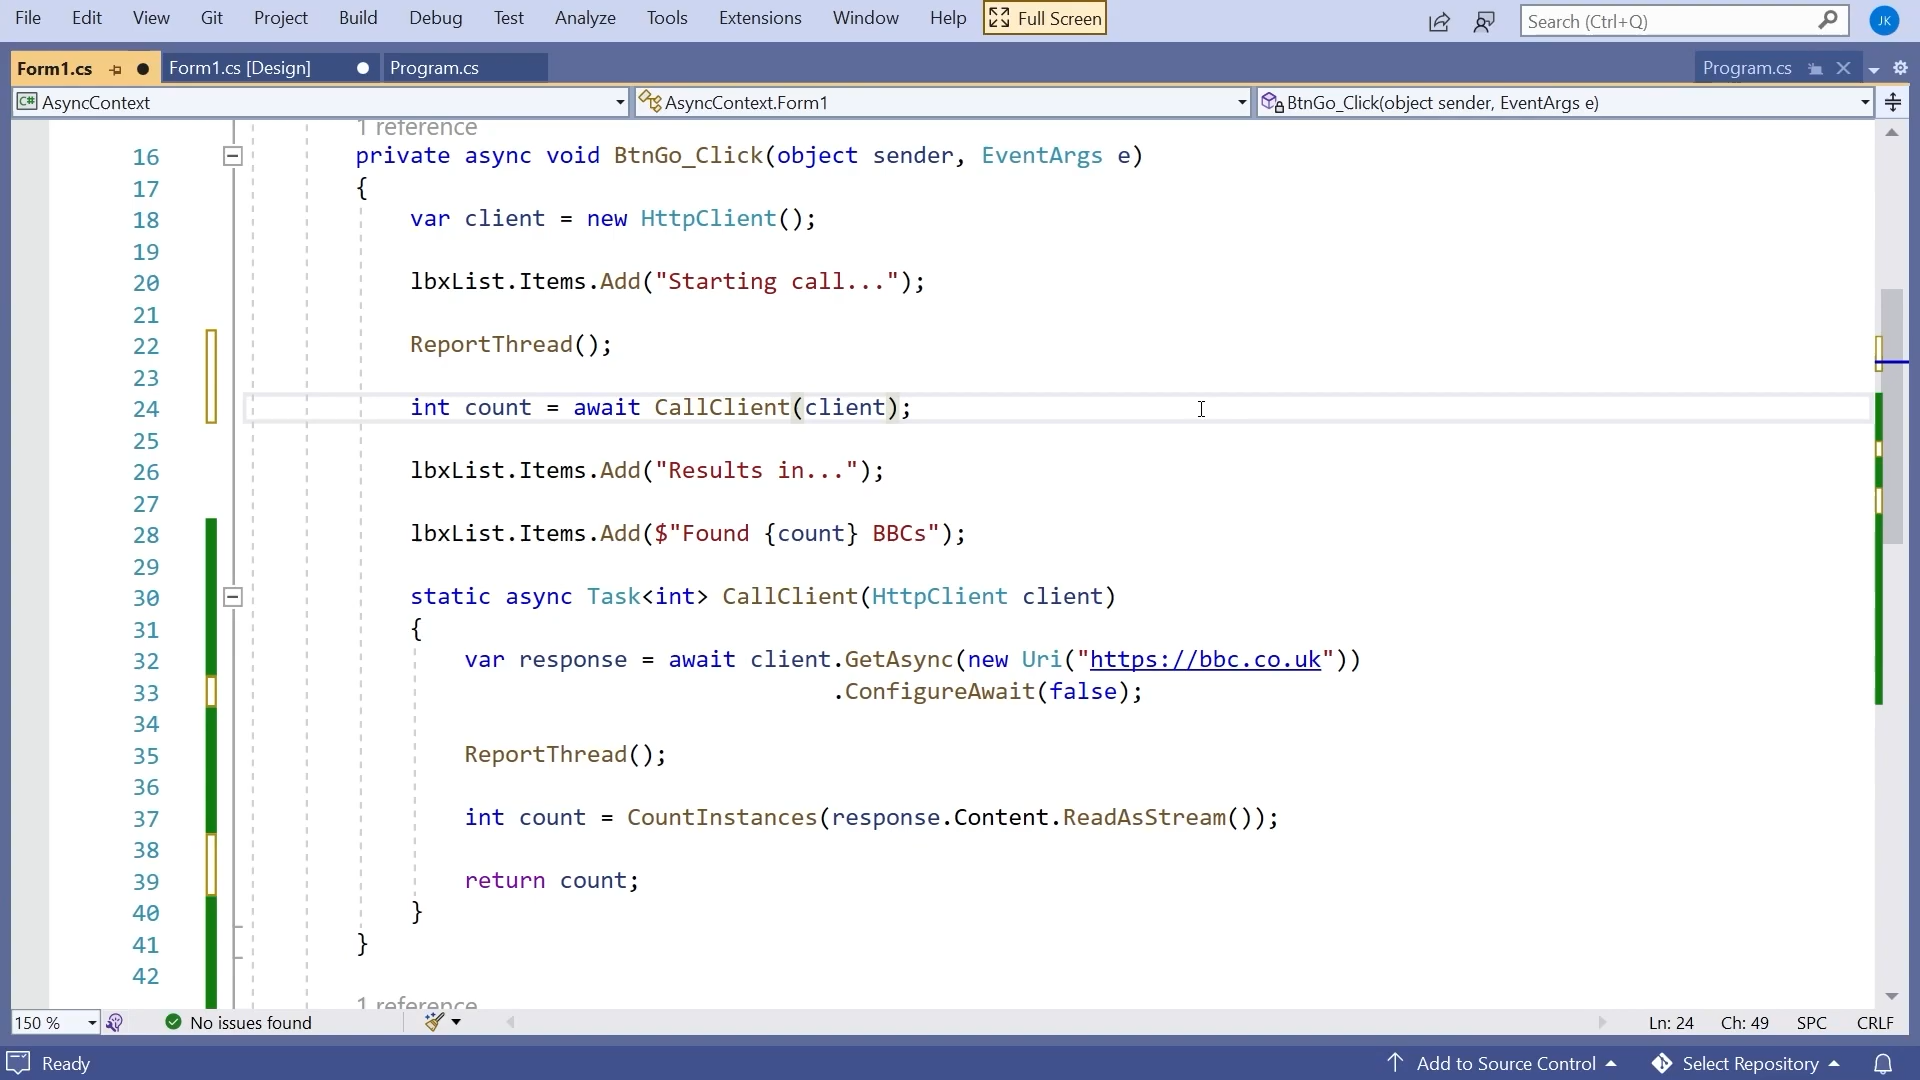 File Edit View Git Project Build Debug Test Analyze Tools Extensions Window Help Full Screen Search (Ctrl+Q) JK
Form1.cs Form1.cs [Design] Program.cs Program.cs
C# AsyncContext AsyncContext.Form1 BtnGo_Click(object sender, EventArgs e)
1 reference
16 private async void BtnGo_Click(object sender, EventArgs e)
17 {
18 var client = new HttpClient();
19
20 lbxList.Items.Add("Starting call...");
21
22 ReportThread();
23
24 int count = await CallClient(client);
25
26 lbxList.Items.Add("Results in...");
27
28 lbxList.Items.Add($"Found {count} BBCs");
29
30 static async Task<int> CallClient(HttpClient client)
31 {
32 var response = await client.GetAsync(new Uri("https://bbc.co.uk"))
33 .ConfigureAwait(false);
34
35 ReportThread();
36
37 int count = CountInstances(response.Content.ReadAsStream());
38
39 return count;
40 }
41 }
42
1 reference
150 % No issues found Ln: 24 Ch: 49 SPC CRLF
Ready Add to Source Control Select Repository